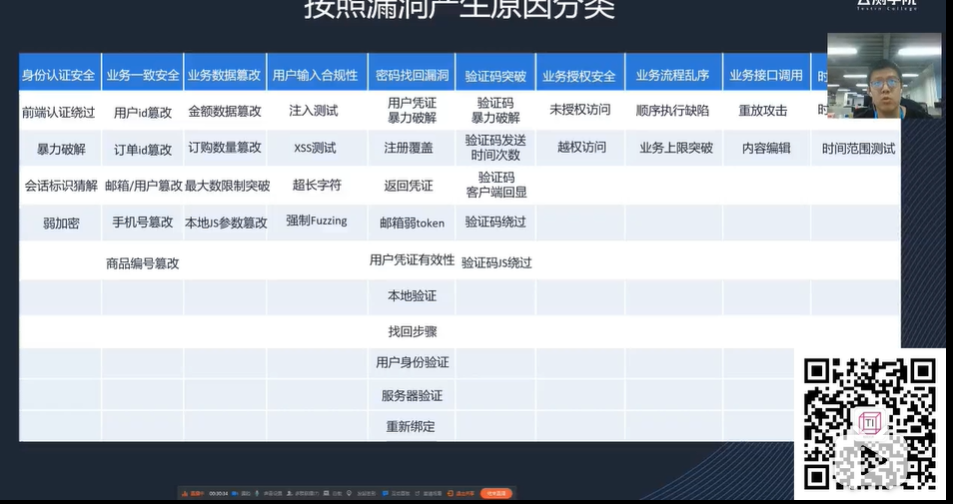 按照漏洞产生原因分类
Testin College
身份认证安全 业务一致安全 业务数据篡改 用户输入合规性 密码找回漏洞 验证码突破 业务授权安全 业务流程乱序 业务接口调用 时
前端认证绕过 用户id篡改 金额数据篡改 注入测试 用户凭证 暴力破解 验证码 暴力破解 未授权访问 顺序执行缺陷 重放攻击 时
暴力破解 订单id篡改 订购数量篡改 XSS测试 注册覆盖 验证码发送 时间次数 越权访问 业务上限突破 内容编辑 时间范围测试
会话标识猜解 邮箱/用户篡改 最大数限制突破 超长字符 返回凭证 验证码 客户端回显
弱加密 手机号篡改 本地JS参数篡改 强制Fuzzing 邮箱弱token 验证码绕过
商品编号篡改 用户凭证有效性 验证码JS绕过
本地验证
找回步骤
用户身份验证
服务器验证
重新绑定
TI